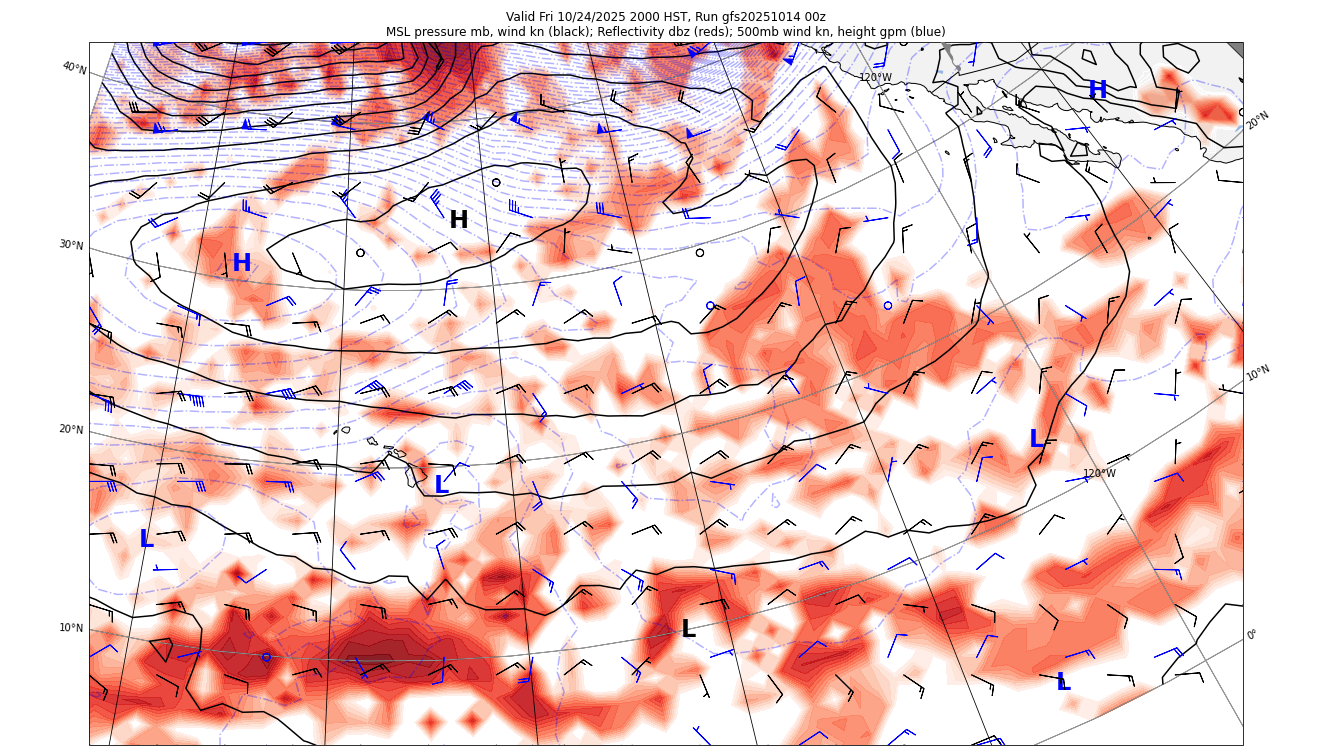 Valid Fri 10/24/2025 2000 HST, Run gfs20251014 00z
MSL pressure mb, wind kn (black); Reflectivity dbz (reds); 500mb wind kn, height gpm (blue)
40°N
120°W
H
20°N
H
30°N
H
10°N
20°N
L
120°W
L
L
10°N
L
0°
L